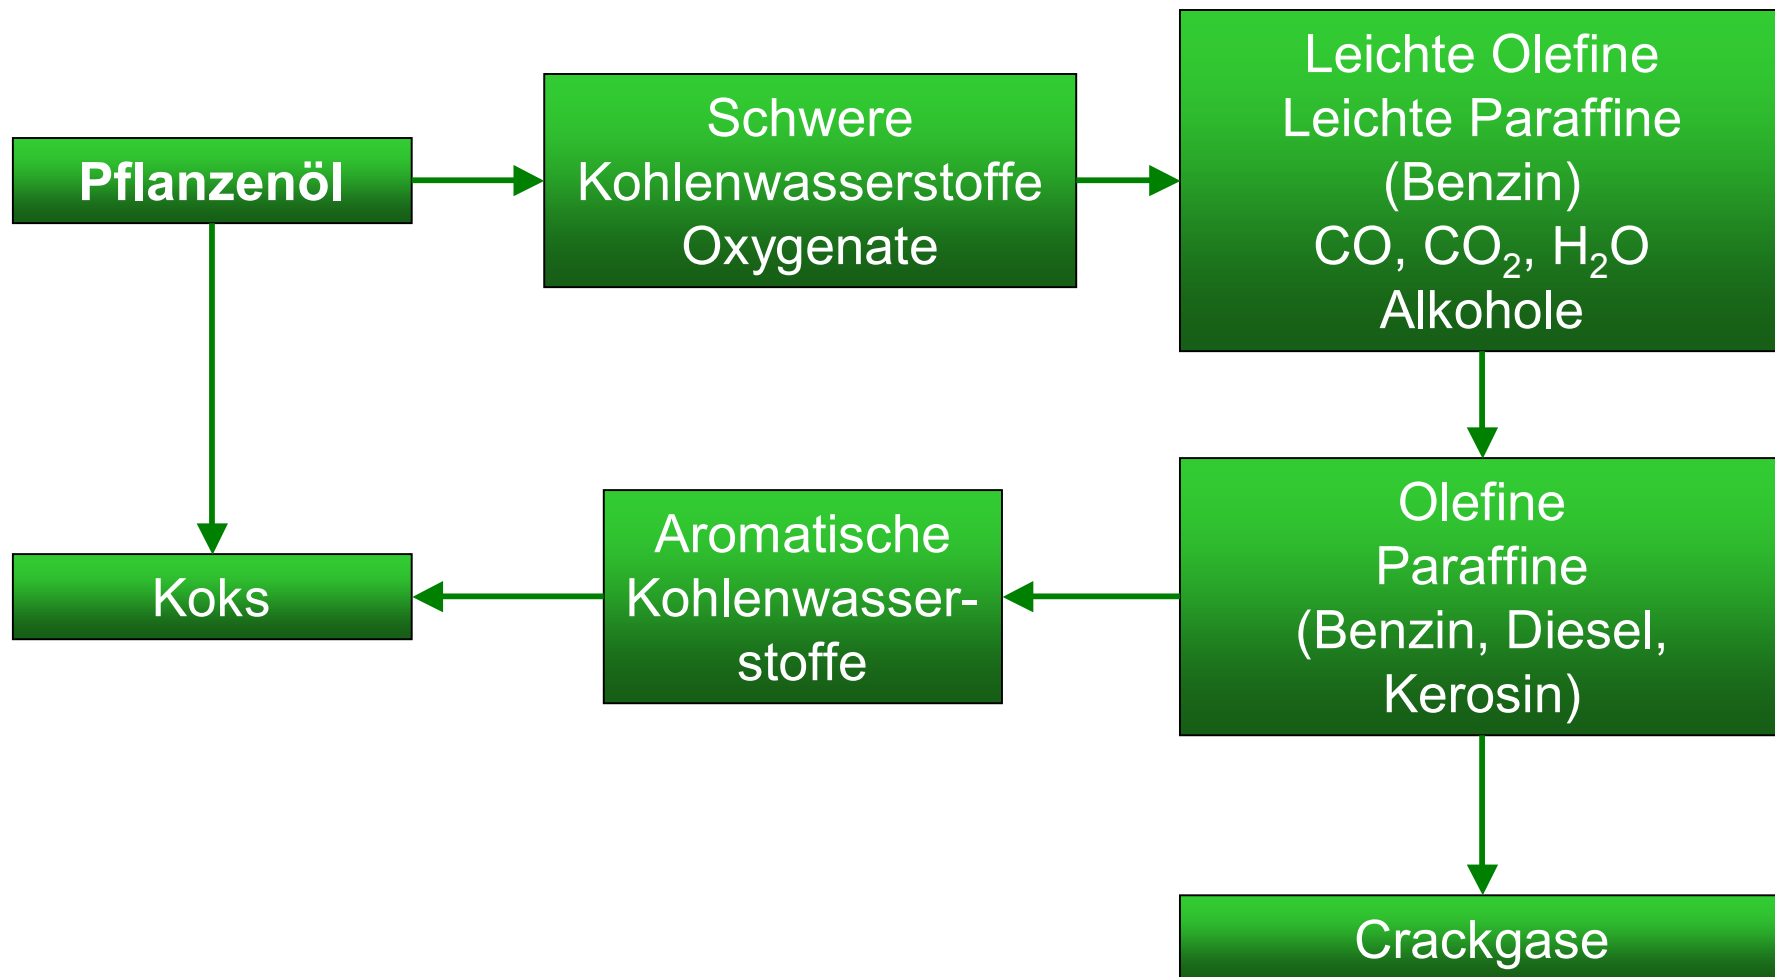 Pflanzenöl
Schwere
Kohlenwasserstoffe
Oxygenate
Leichte Olefine
Leichte Paraffine
(Benzin)
CO, CO₂, H₂O
Alkohole
Olefine
Paraffine
(Benzin, Diesel,
Kerosin)
Aromatische
Kohlenwasser-
stoffe
Koks
Crackgase